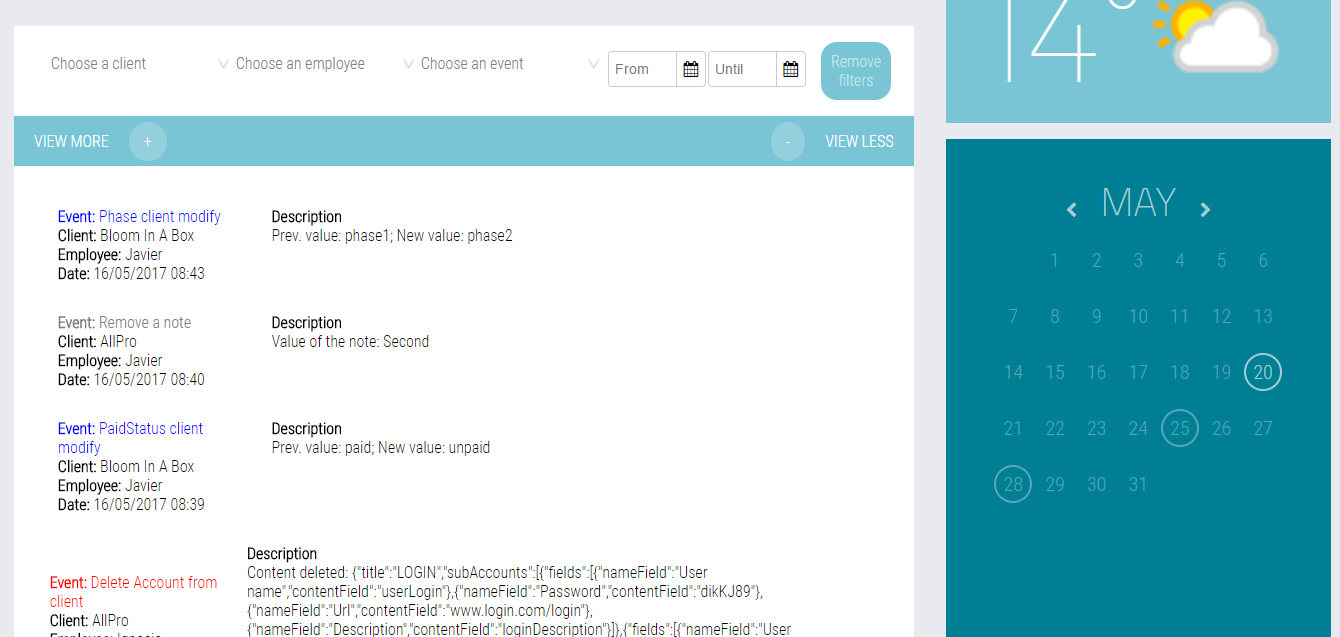 Choose a client
Choose an employee
Choose an event
From
Until
Remove
filters
VIEW MORE
+
-
VIEW LESS
Event: Phase client modify
Client: Bloom In A Box
Employee: Javier
Date: 16/05/2017 08:43
Description
Prev. value: phase1; New value: phase2
Event: Remove a note
Client: AllPro
Employee: Javier
Date: 16/05/2017 08:40
Description
Value of the note: Second
Event: PaidStatus client
modify
Client: Bloom In A Box
Employee: Javier
Date: 16/05/2017 08:39
Description
Prev. value: paid; New value: unpaid
Event: Delete Account from
client
Client: AllPro
Description
Content deleted: {"title":"LOGIN","subAccounts":[{"fields":[{"nameField":"User
name","contentField":"userLogin"},{"nameField":"Password","contentField":"dikKJ89"},
{"nameField":"Url","contentField":"www.login.com/login"},
{"nameField":"Description","contentField":"loginDescription"}]},{"fields":[{"nameField":"User
14°
MAY
1 2 3 4 5 6
7 8 9 10 11 12 13
14 15 16 17 18 19 20
21 22 23 24 25 26 27
28 29 30 31